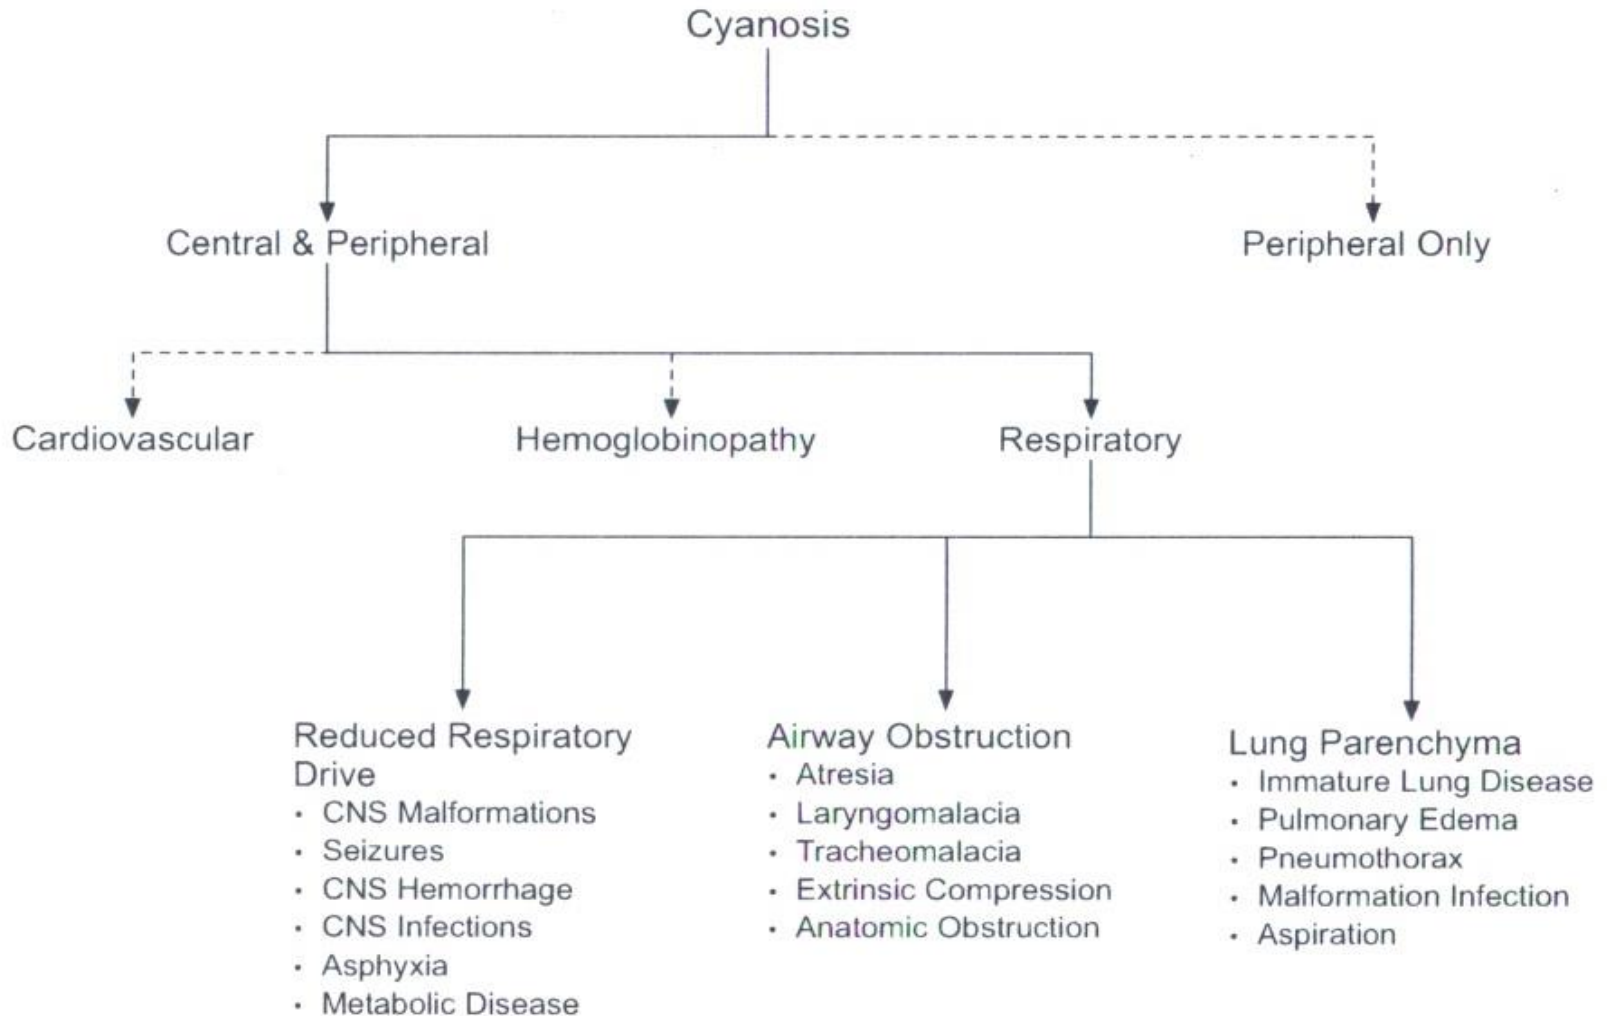 Cyanosis
Central & Peripheral
Peripheral Only
Cardiovascular
Hemoglobinopathy
Respiratory
Reduced Respiratory
Drive
• CNS Malformations
• Seizures
• CNS Hemorrhage
• CNS Infections
• Asphyxia
• Metabolic Disease
Airway Obstruction
• Atresia
• Laryngomalacia
• Tracheomalacia
• Extrinsic Compression
• Anatomic Obstruction
Lung Parenchyma
• Immature Lung Disease
• Pulmonary Edema
• Pneumothorax
• Malformation Infection
• Aspiration